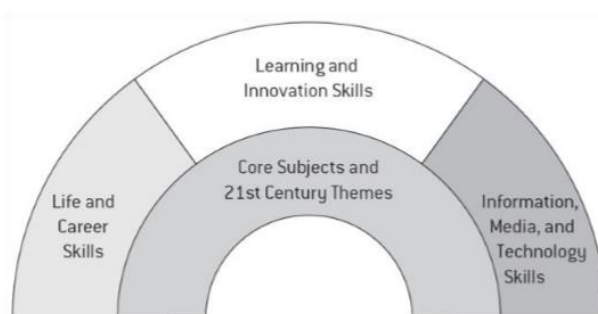 Learning and
Innovation Skills
Core Subjects and
21st Century Themes
Life and
Career
Skills
Information,
Media, and
Technology
Skills